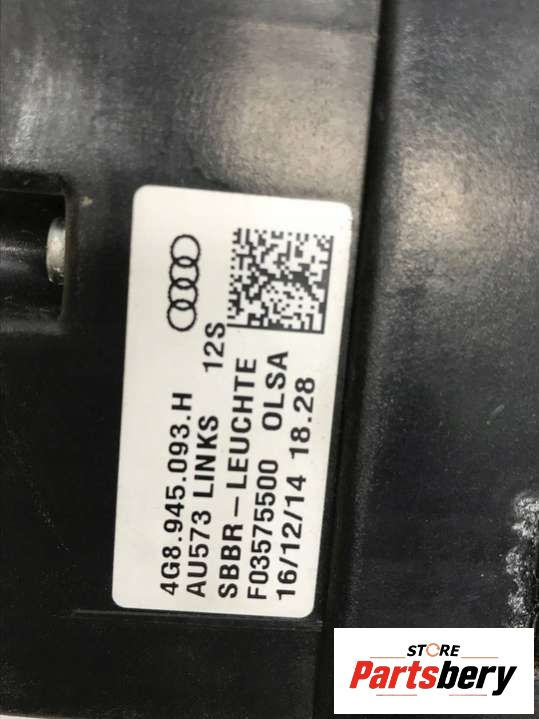 4G8.945.093.H
AU573 LINKS 12S
SBBR-LEUCHTE
F03575500 OLSA
16/12/14 18.28
STORE
Partsbery